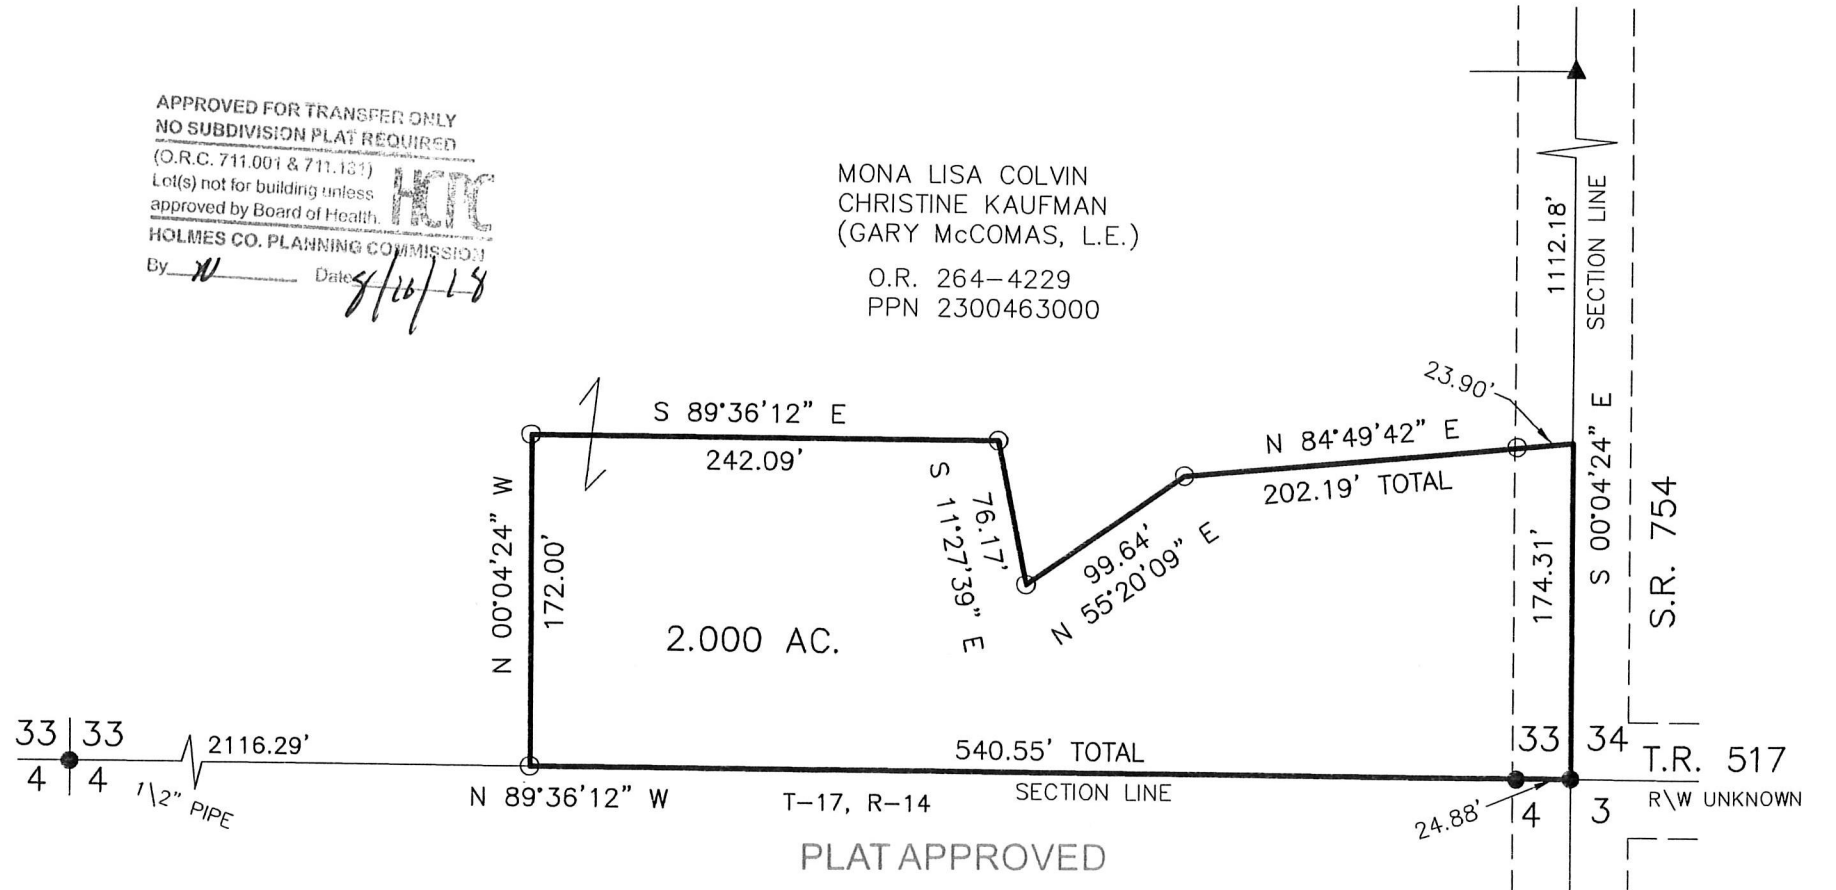 APPROVED FOR TRANSFER ONLY
NO SUBDIVISION PLAT REQUIRED
(O.R.C. 711.001 & 711.131)
Lot(s) not for building unless
approved by Board of Health.
HCPC
HOLMES CO. PLANNING COMMISSION
By Date 8/16/18
MONA LISA COLVIN
CHRISTINE KAUFMAN
(GARY McCOMAS, L.E.)
O.R. 264-4229
PPN 2300463000
1112.18'
SECTION LINE
23.90'
S 89°36'12" E
242.09'
N 84°49'42" E
202.19' TOTAL
S 00°04'24" E
174.31'
S.R. 754
N 00°04'24" W
172.00'
76.17'
S 11°27'39" E
99.64'
N 55°20'09" E
2.000 AC.
33 33
4 4
1\2" PIPE
2116.29'
540.55' TOTAL
N 89°36'12" W
T-17, R-14
SECTION LINE
33 34
4 3
24.88'
T.R. 517
R\W UNKNOWN
PLAT APPROVED